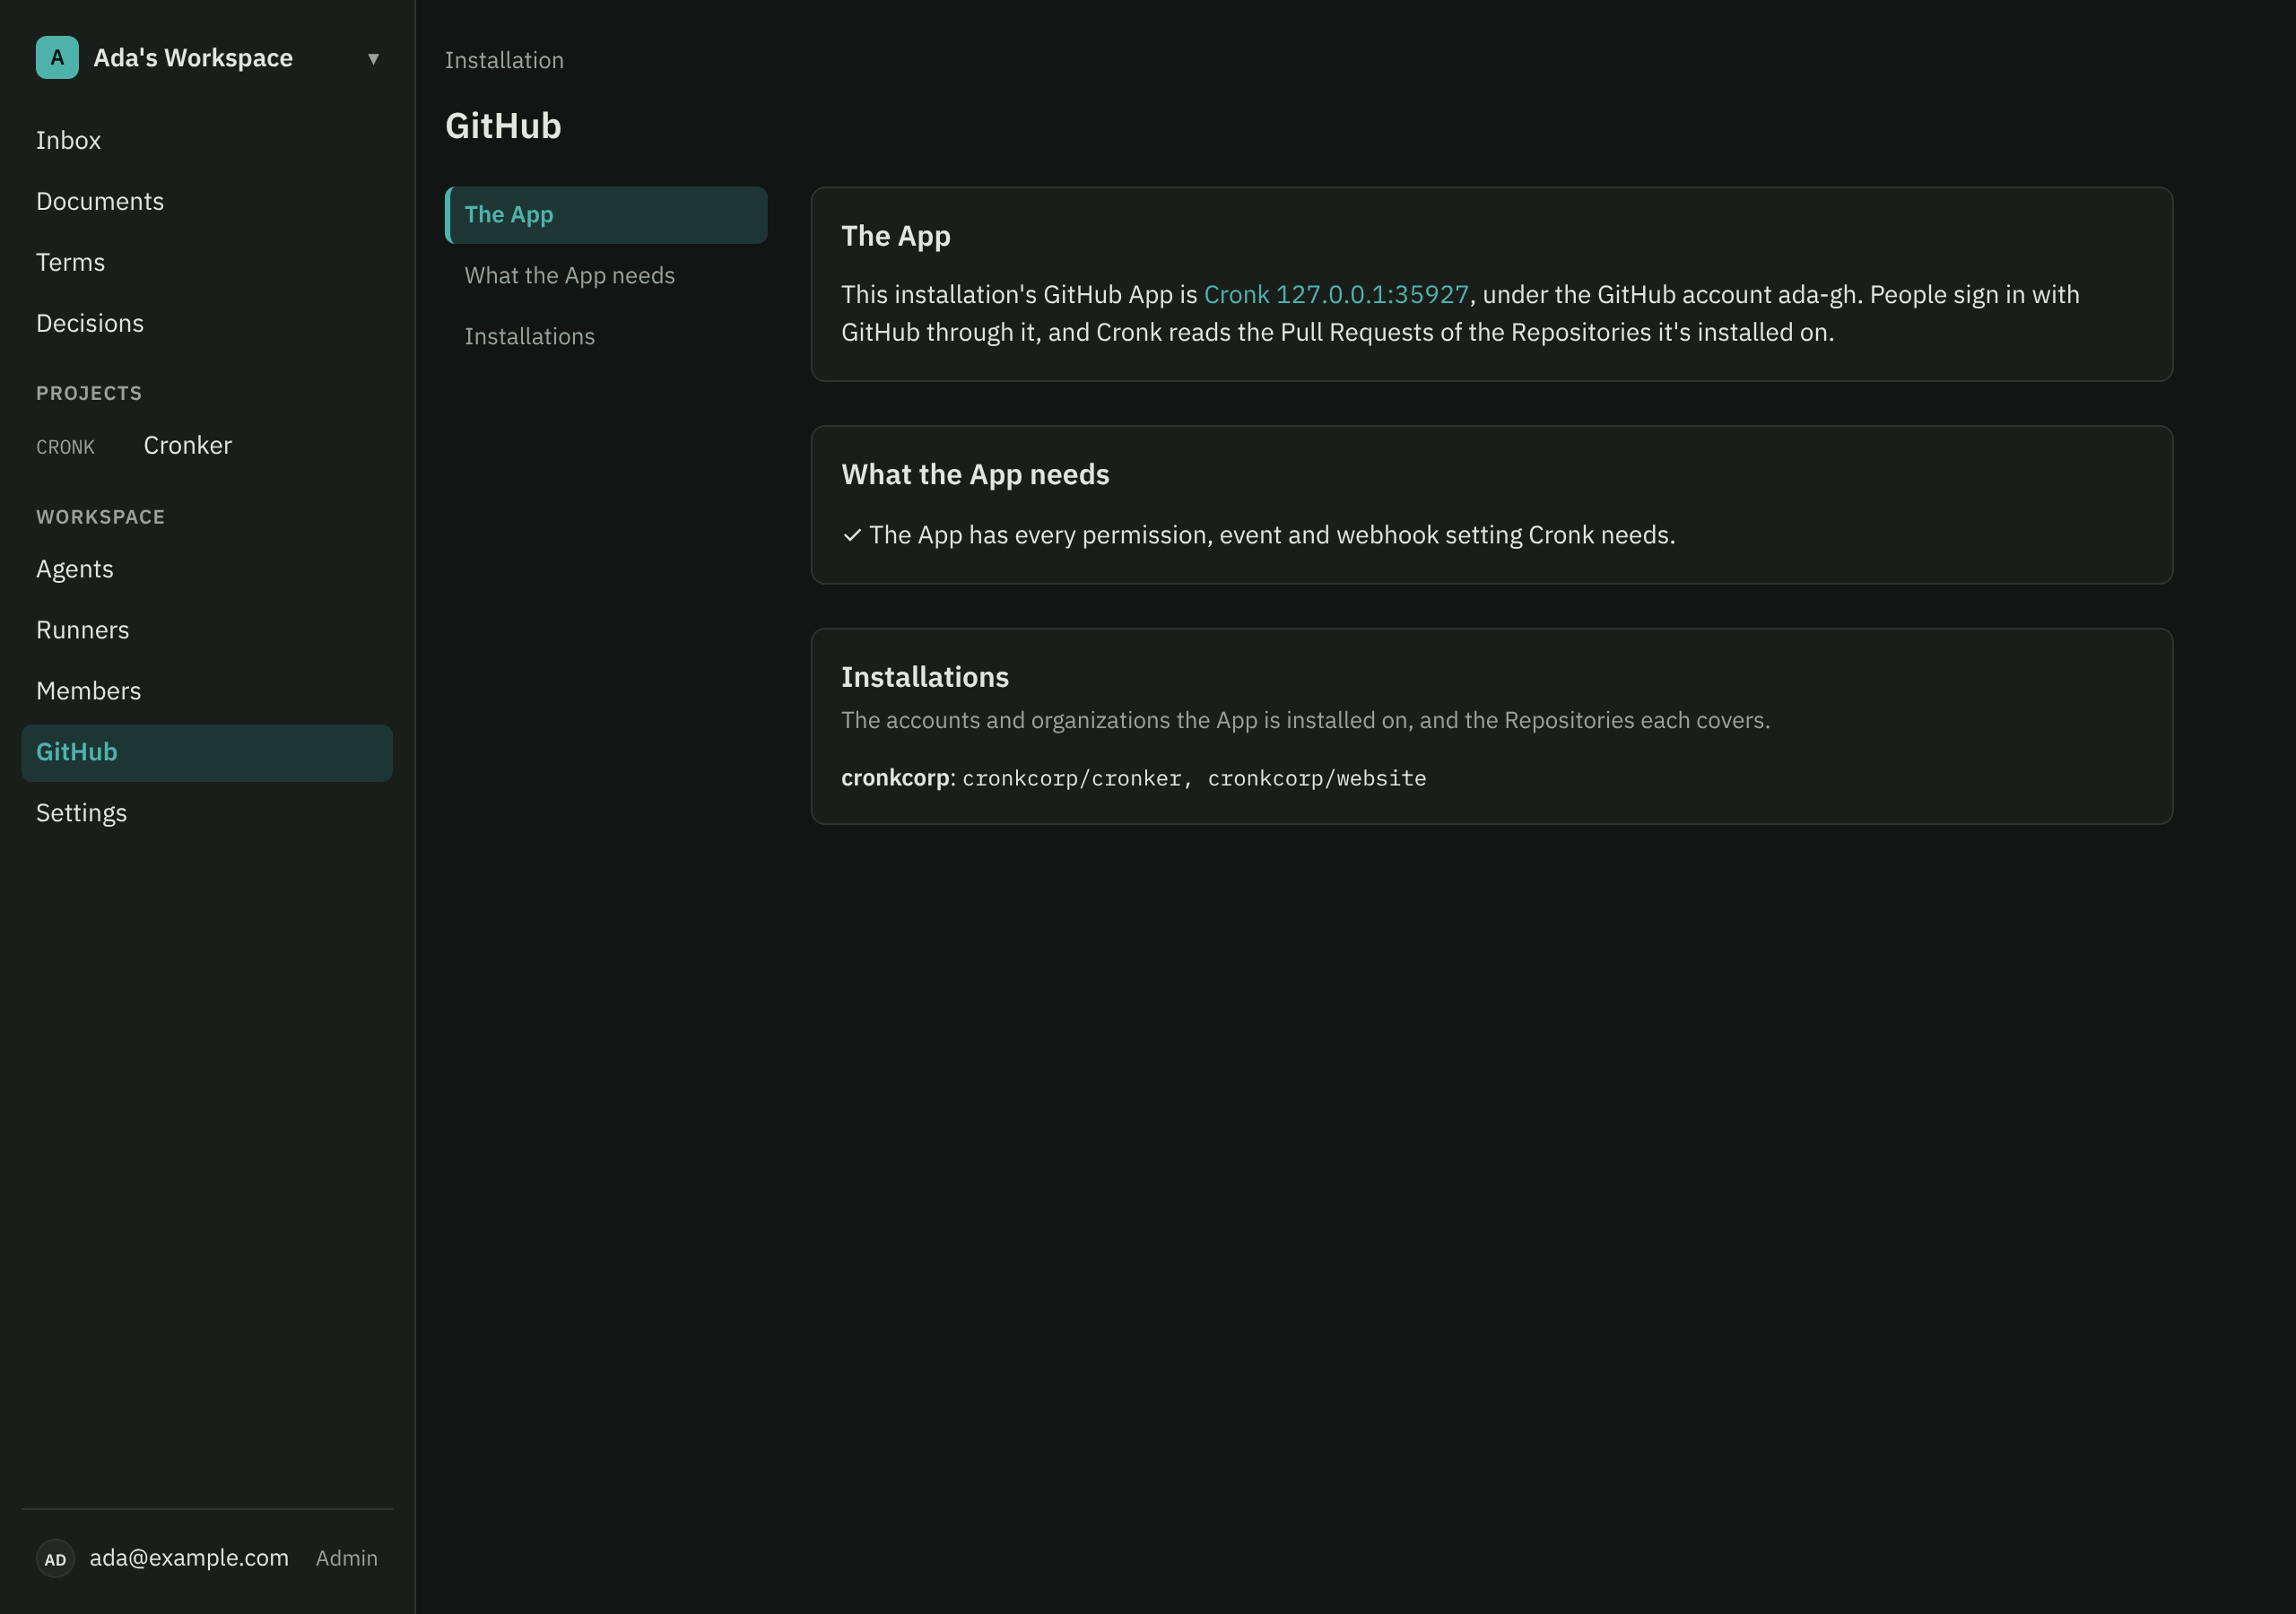 A Ada's Workspace ▾
Inbox
Documents
Terms
Decisions
PROJECTS
CRONK Cronker
WORKSPACE
Agents
Runners
Members
GitHub
Settings
AD ada@example.com Admin
Installation
GitHub
The App
What the App needs
Installations
The App
This installation's GitHub App is Cronk 127.0.0.1:35927, under the GitHub account ada-gh. People sign in with
GitHub through it, and Cronk reads the Pull Requests of the Repositories it's installed on.
What the App needs
✓ The App has every permission, event and webhook setting Cronk needs.
Installations
The accounts and organizations the App is installed on, and the Repositories each covers.
cronkcorp: cronkcorp/cronker, cronkcorp/website